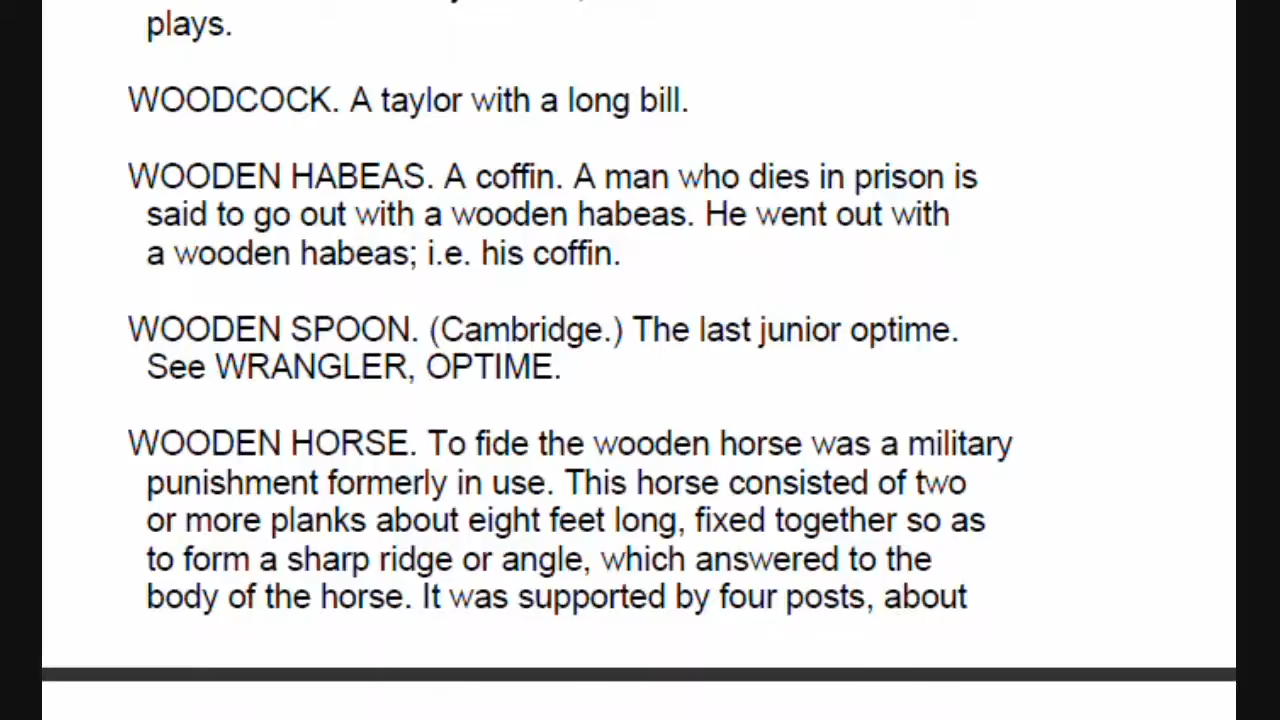 plays.
WOODCOCK. A taylor with a long bill.
WOODEN HABEAS. A coffin. A man who dies in prison is
said to go out with a wooden habeas. He went out with
a wooden habeas; i.e. his coffin.
WOODEN SPOON. (Cambridge.) The last junior optime.
See WRANGLER, OPTIME.
WOODEN HORSE. To fide the wooden horse was a military
punishment formerly in use. This horse consisted of two
or more planks about eight feet long, fixed together so as
to form a sharp ridge or angle, which answered to the
body of the horse. It was supported by four posts, about